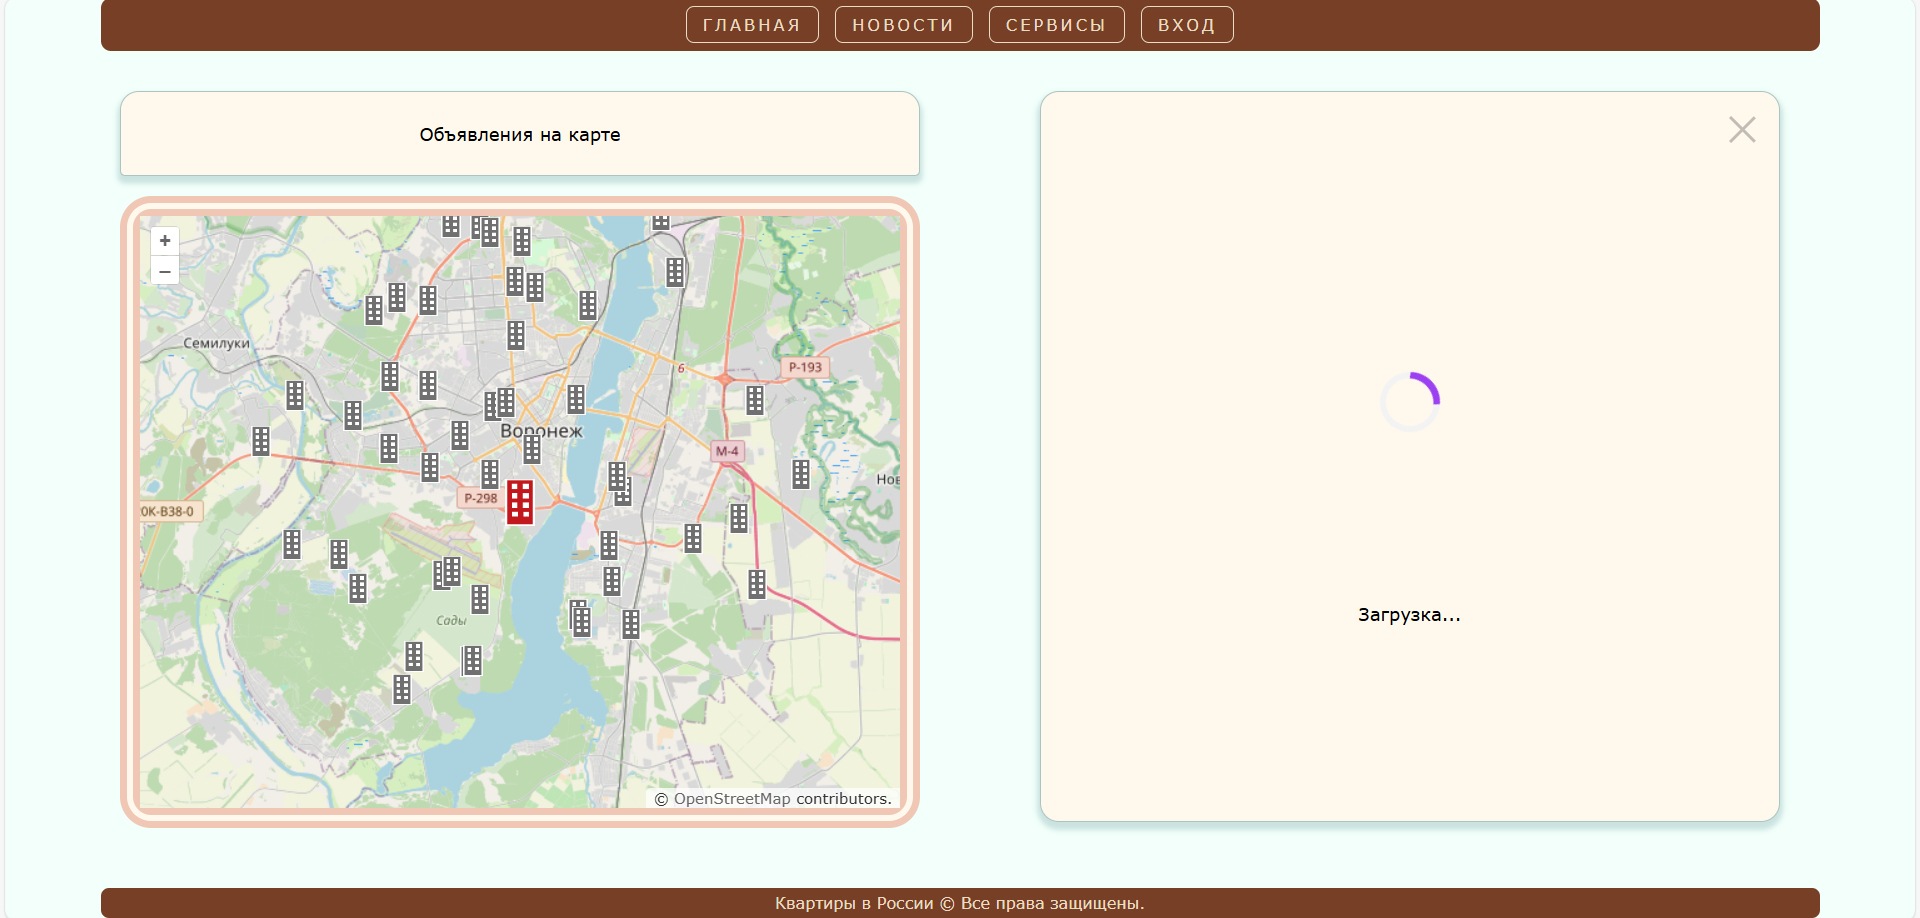 ГЛАВНАЯ НОВОСТИ СЕРВИСЫ ВХОД
Объявления на карте
+
−
Семилуки
6
Р-193
Воронеж
М-4
Р-298
Нов
0К-В38-0
Сады
© OpenStreetMap contributors.
Загрузка...
Квартиры в России © Все права защищены.